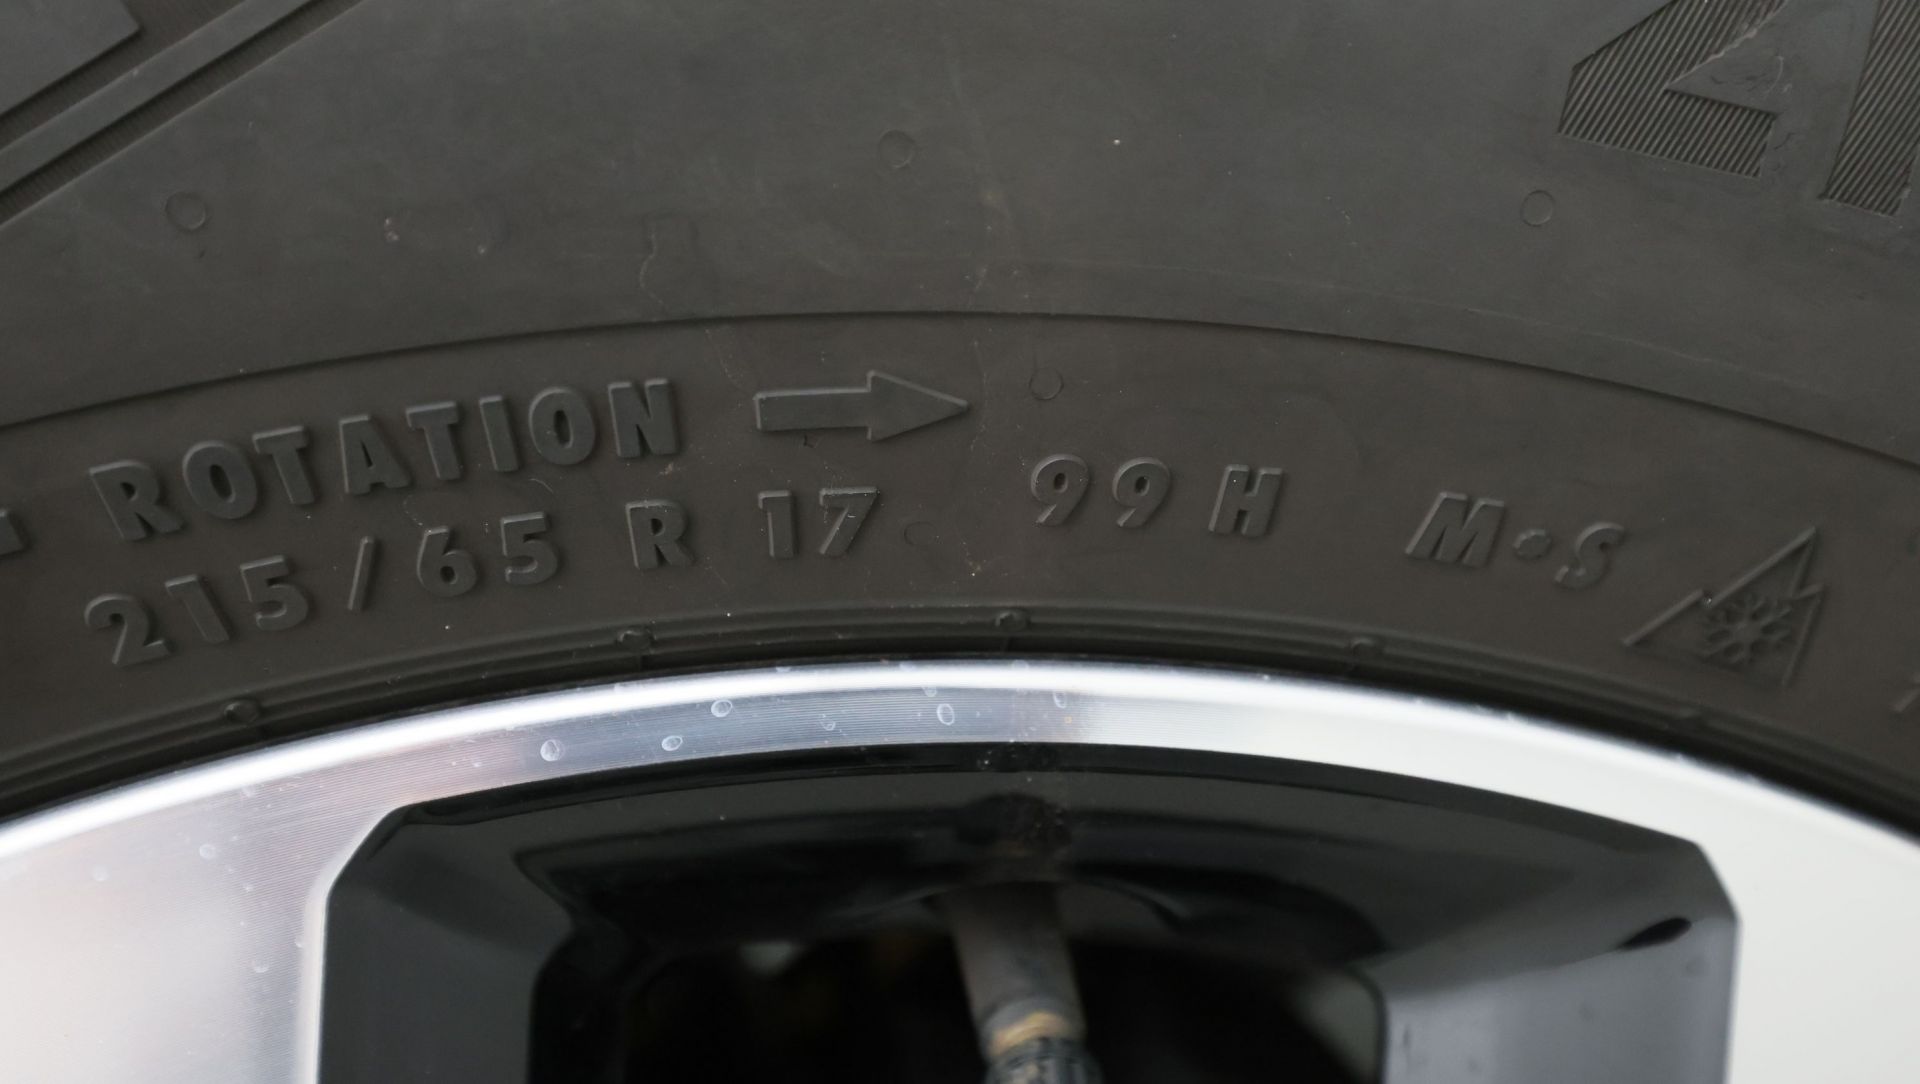 ROTATION
215/65 R 17 99 H M•S